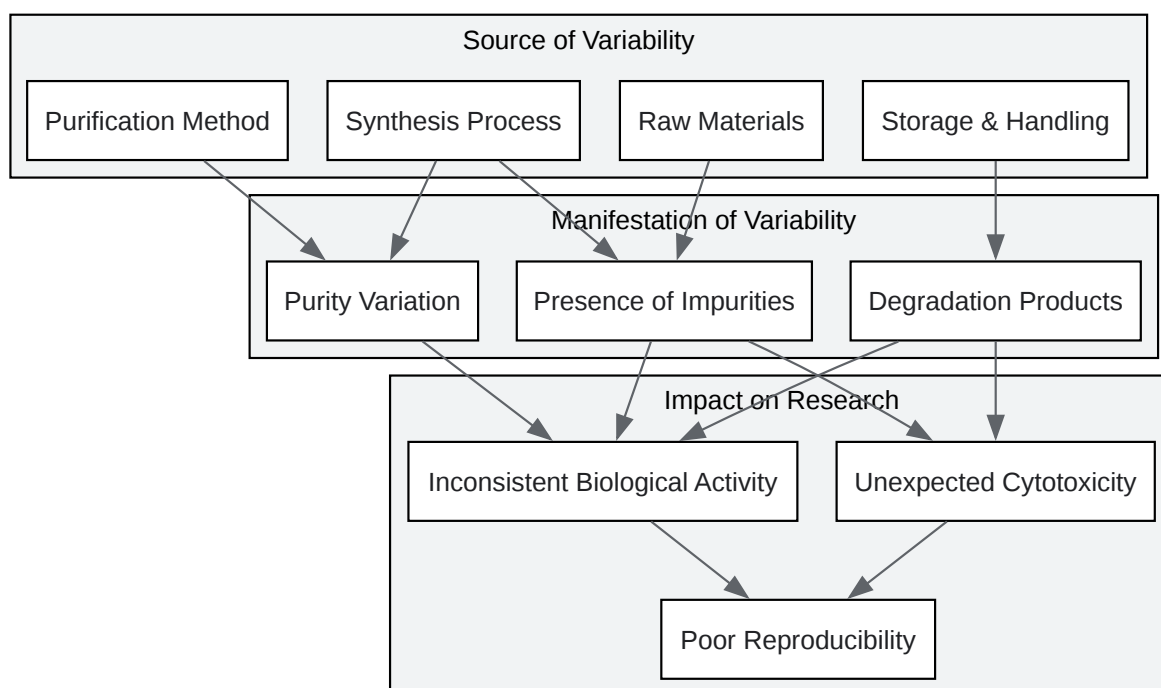 Source of Variability
Purification Method
Synthesis Process
Raw Materials
Storage & Handling
Manifestation of Variability
Purity Variation
Presence of Impurities
Degradation Products
Impact on Research
Inconsistent Biological Activity
Unexpected Cytotoxicity
Poor Reproducibility